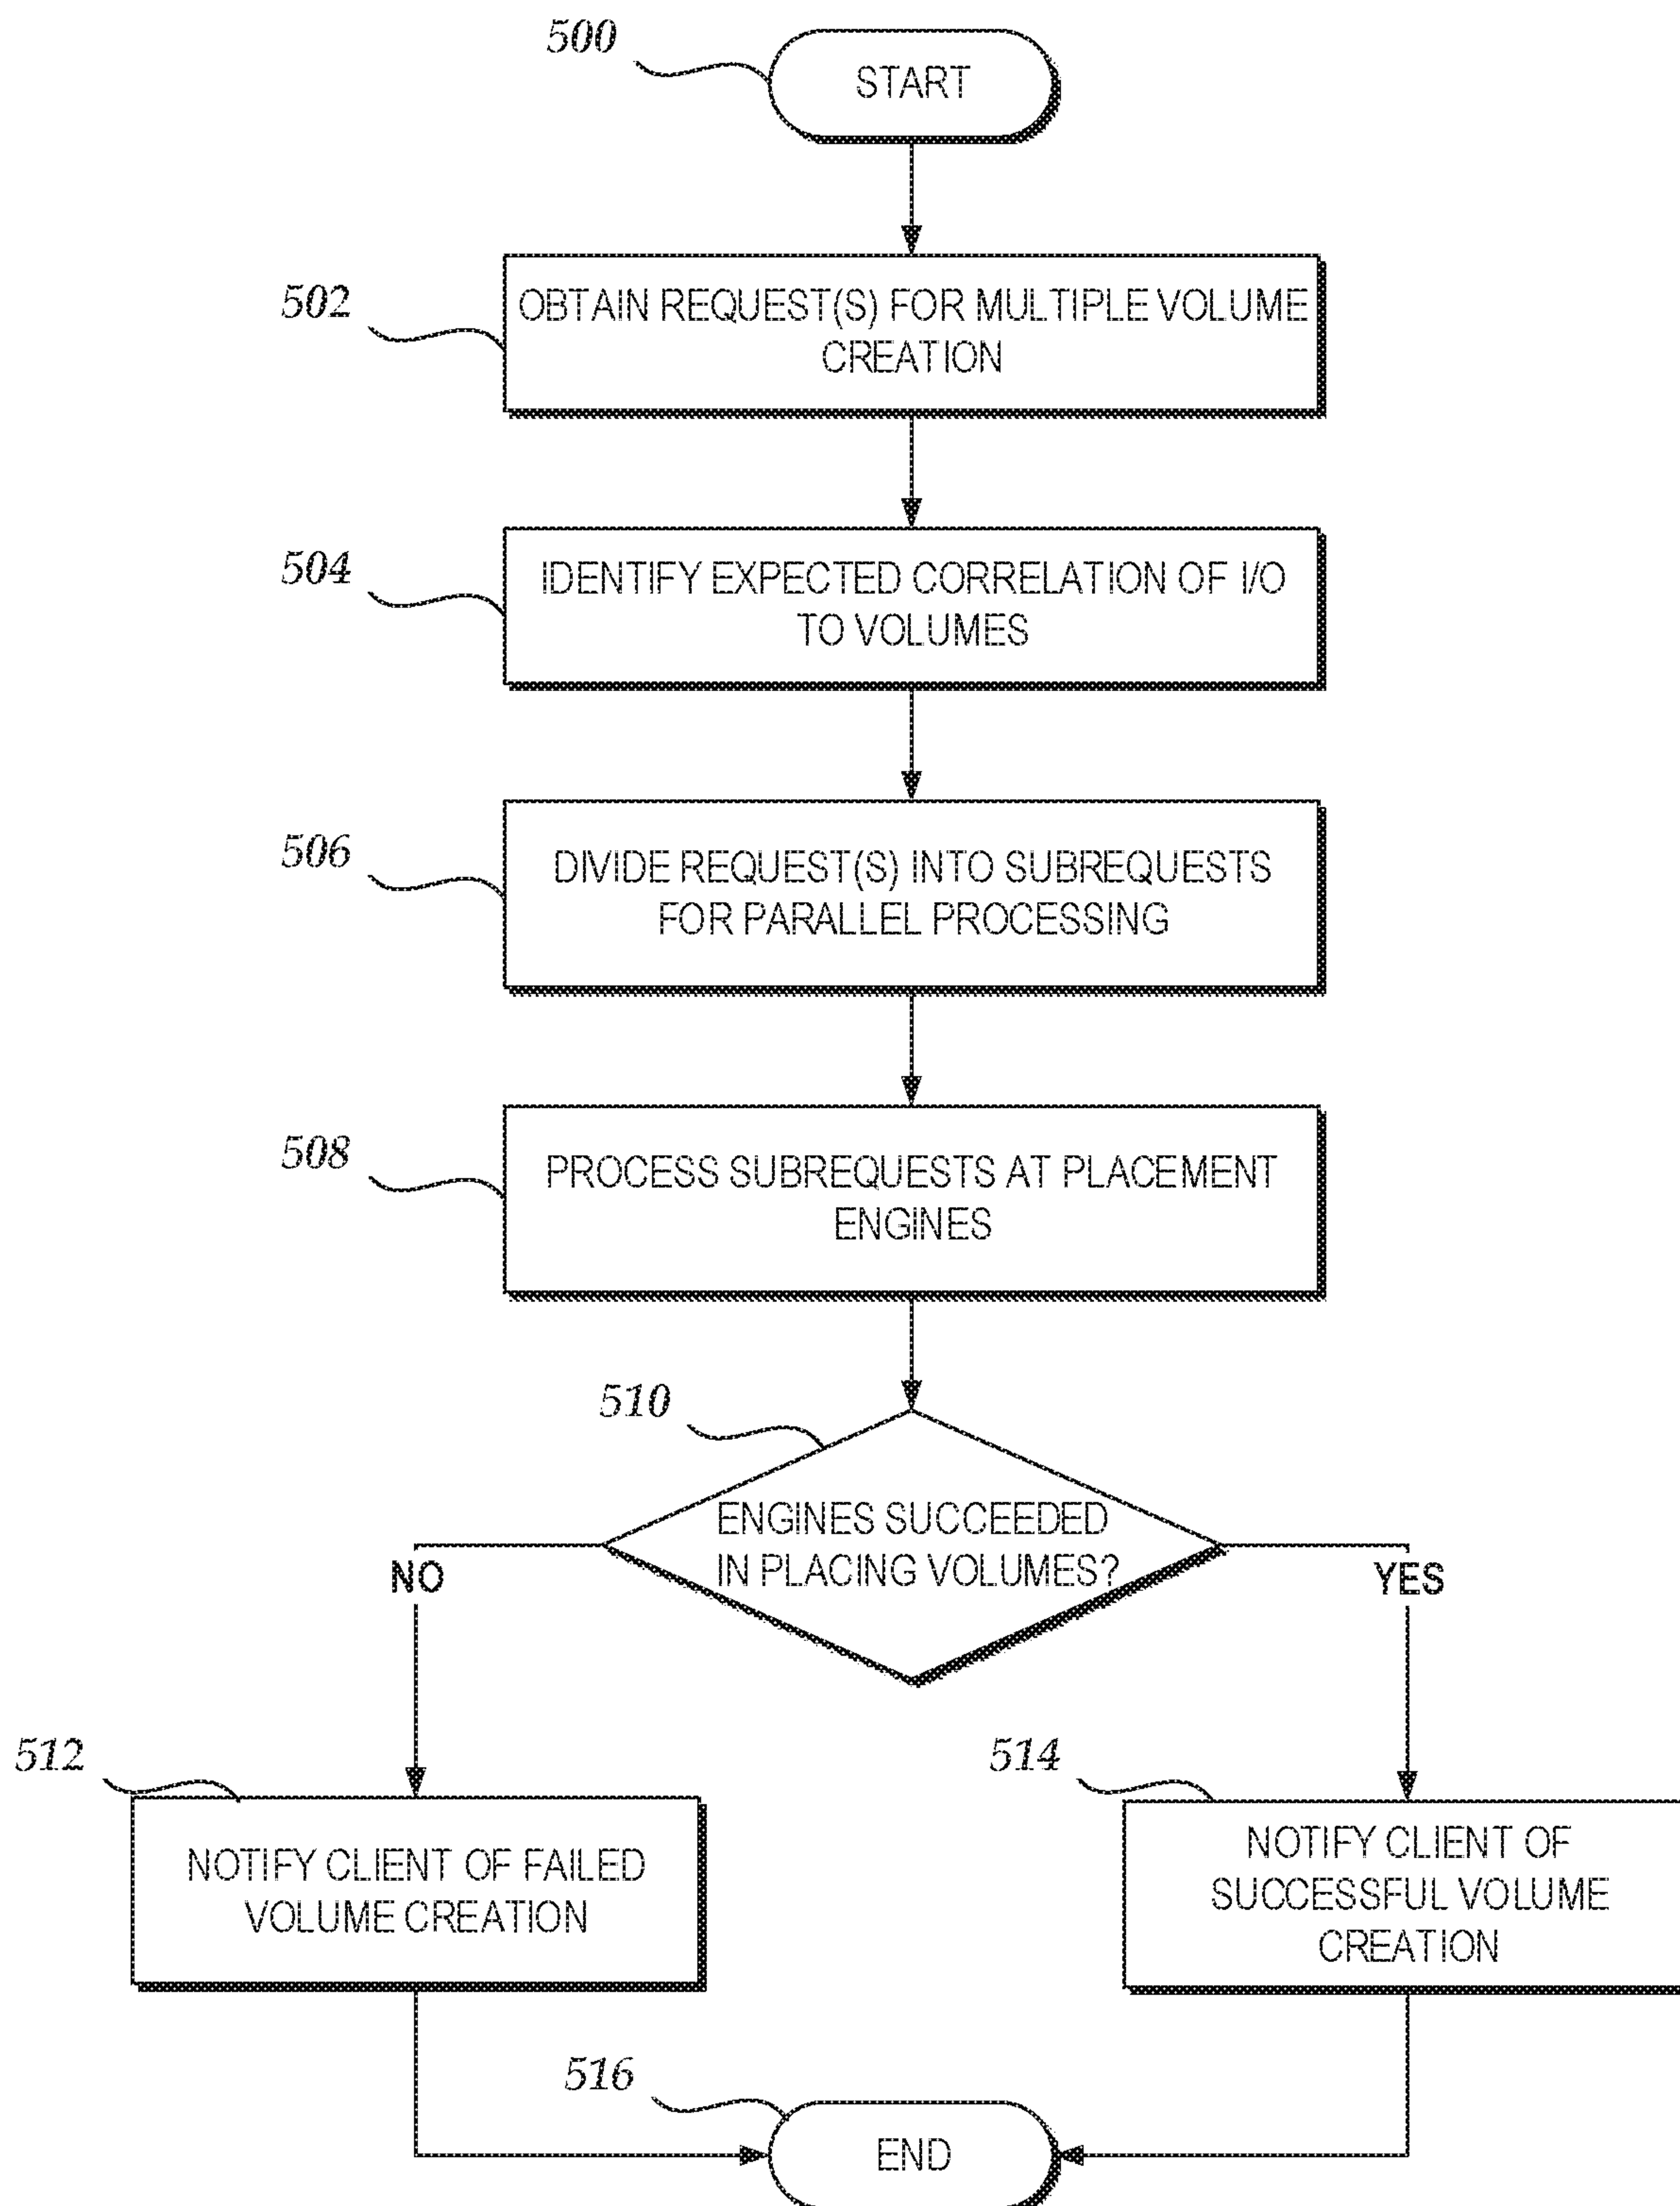 500
START
502
OBTAIN REQUEST(S) FOR MULTIPLE VOLUME
CREATION
504
IDENTIFY EXPECTED CORRELATION OF I/O
TO VOLUMES
506
DIVIDE REQUEST(S) INTO SUBREQUESTS
FOR PARALLEL PROCESSING
508
PROCESS SUBREQUESTS AT PLACEMENT
ENGINES
510
ENGINES SUCCEEDED
IN PLACING VOLUMES?
NO
YES
512
NOTIFY CLIENT OF FAILED
VOLUME CREATION
514
NOTIFY CLIENT OF
SUCCESSFUL VOLUME
CREATION
516
END